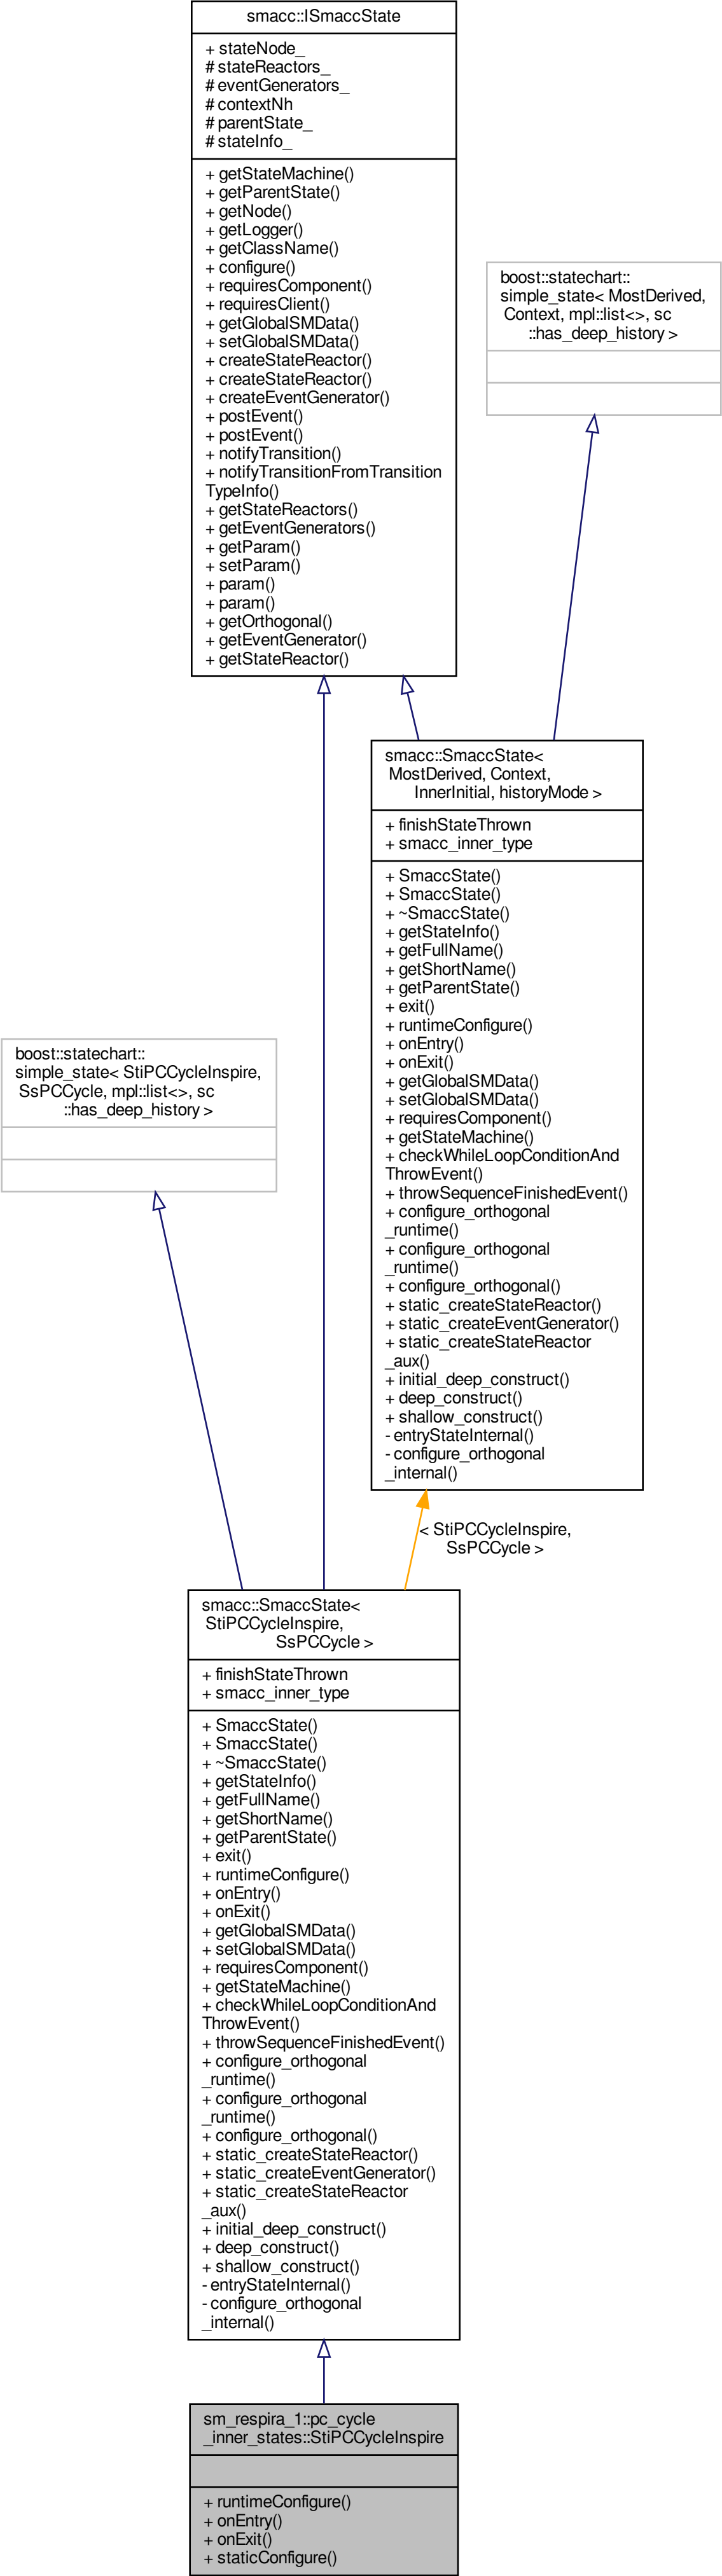 smacc::ISmaccState
+ stateNode_
# stateReactors_
# eventGenerators_
# contextNh
# parentState_
# stateInfo_
+ getStateMachine()
+ getParentState()
+ getNode()
+ getLogger()
+ getClassName()
+ configure()
+ requiresComponent()
+ requiresClient()
+ getGlobalSMData()
+ setGlobalSMData()
+ createStateReactor()
+ createStateReactor()
+ createEventGenerator()
+ postEvent()
+ postEvent()
+ notifyTransition()
+ notifyTransitionFromTransition
TypeInfo()
+ getStateReactors()
+ getEventGenerators()
+ getParam()
+ setParam()
+ param()
+ param()
+ getOrthogonal()
+ getEventGenerator()
+ getStateReactor()
boost::statechart::
simple_state< MostDerived,
Context, mpl::list<>, sc
::has_deep_history >
smacc::SmaccState<
MostDerived, Context,
InnerInitial, historyMode >
+ finishStateThrown
+ smacc_inner_type
+ SmaccState()
+ SmaccState()
+ ~SmaccState()
+ getStateInfo()
+ getFullName()
+ getShortName()
+ getParentState()
+ exit()
+ runtimeConfigure()
+ onEntry()
+ onExit()
+ getGlobalSMData()
+ setGlobalSMData()
+ requiresComponent()
+ getStateMachine()
+ checkWhileLoopConditionAnd
ThrowEvent()
+ throwSequenceFinishedEvent()
+ configure_orthogonal
_runtime()
+ configure_orthogonal
_runtime()
+ configure_orthogonal()
+ static_createStateReactor()
+ static_createEventGenerator()
+ static_createStateReactor
_aux()
+ initial_deep_construct()
+ deep_construct()
+ shallow_construct()
- entryStateInternal()
- configure_orthogonal
_internal()
boost::statechart::
simple_state< StiPCCycleInspire,
SsPCCycle, mpl::list<>, sc
::has_deep_history >
< StiPCCycleInspire,
SsPCCycle >
smacc::SmaccState<
StiPCCycleInspire,
SsPCCycle >
+ finishStateThrown
+ smacc_inner_type
+ SmaccState()
+ SmaccState()
+ ~SmaccState()
+ getStateInfo()
+ getFullName()
+ getShortName()
+ getParentState()
+ exit()
+ runtimeConfigure()
+ onEntry()
+ onExit()
+ getGlobalSMData()
+ setGlobalSMData()
+ requiresComponent()
+ getStateMachine()
+ checkWhileLoopConditionAnd
ThrowEvent()
+ throwSequenceFinishedEvent()
+ configure_orthogonal
_runtime()
+ configure_orthogonal
_runtime()
+ configure_orthogonal()
+ static_createStateReactor()
+ static_createEventGenerator()
+ static_createStateReactor
_aux()
+ initial_deep_construct()
+ deep_construct()
+ shallow_construct()
- entryStateInternal()
- configure_orthogonal
_internal()
sm_respira_1::pc_cycle
_inner_states::StiPCCycleInspire
+ runtimeConfigure()
+ onEntry()
+ onExit()
+ staticConfigure()